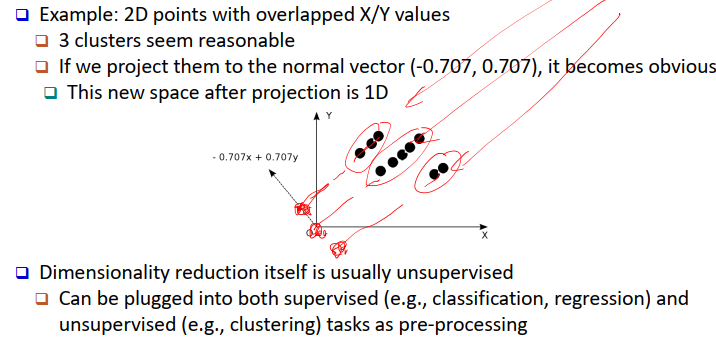 Example: 2D points with overlapped X/Y values
3 clusters seem reasonable
If we project them to the normal vector (-0.707, 0.707), it becomes obvious
This new space after projection is 1D
Y
- 0.707x + 0.707y
X
Dimensionality reduction itself is usually unsupervised
Can be plugged into both supervised (e.g., classification, regression) and
unsupervised (e.g., clustering) tasks as pre-processing